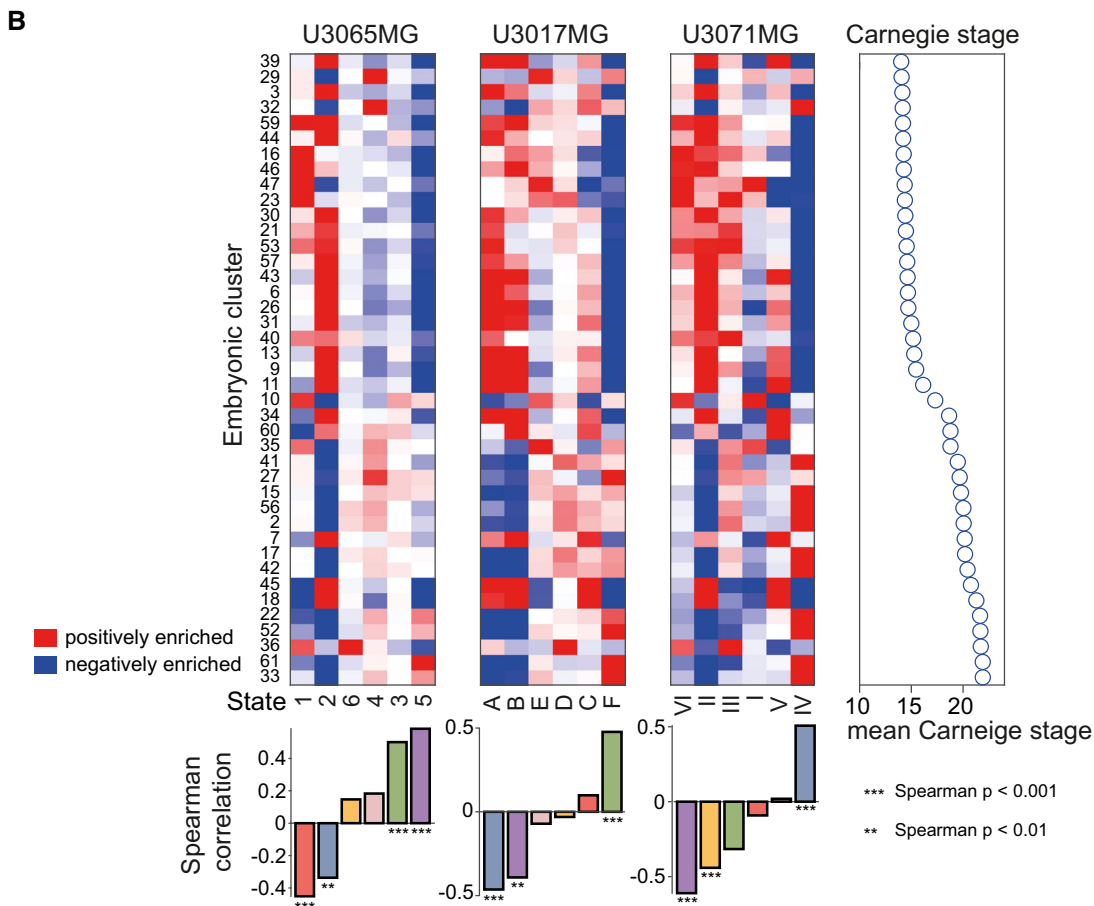 B
U3065MG
U3017MG
U3071MG
Carnegie stage
Embryonic cluster
39
29
3
32
59
44
16
46
47
23
30
21
53
57
43
6
26
31
40
13
9
11
10
34
60
35
41
27
15
56
2
7
17
42
45
18
22
52
36
61
33
positively enriched
negatively enriched
State
1 2 6 4 3 5
A B E D C F
VI II III I V IV
10 15 20
mean Carneige stage
Spearman correlation
0.4
0.2
0
-0.2
-0.4
*** ** *** ***
0.5
0
-0.5
*** ** ***
0.5
0
-0.5
*** *** ***
*** Spearman p < 0.001
** Spearman p < 0.01